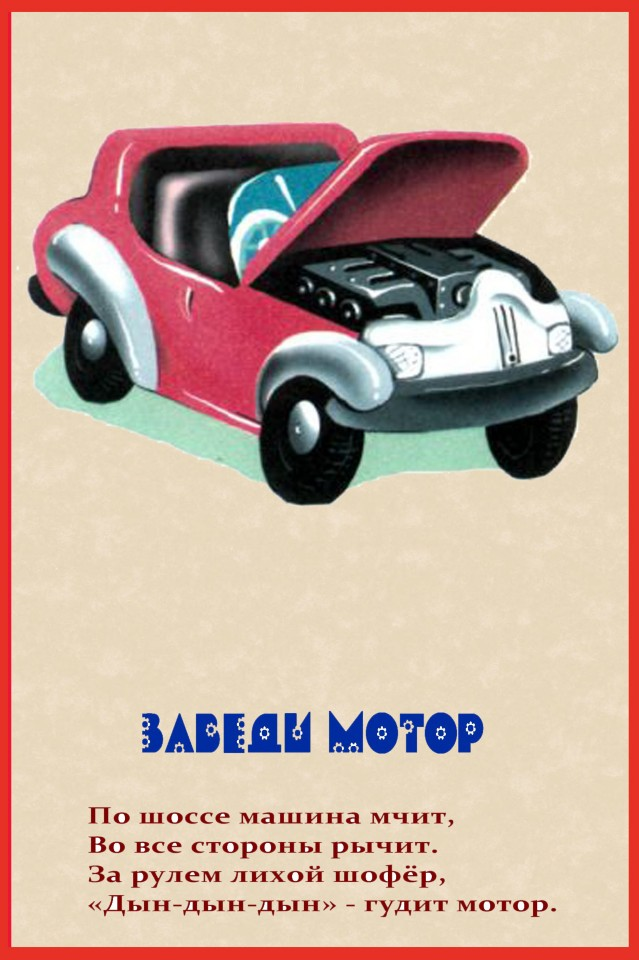 ЗАВЕДИ МОТОР
По шоссе машина мчит,
Во все стороны рычит.
За рулем лихой шофёр,
«Дын-дын-дын» - гудит мотор.